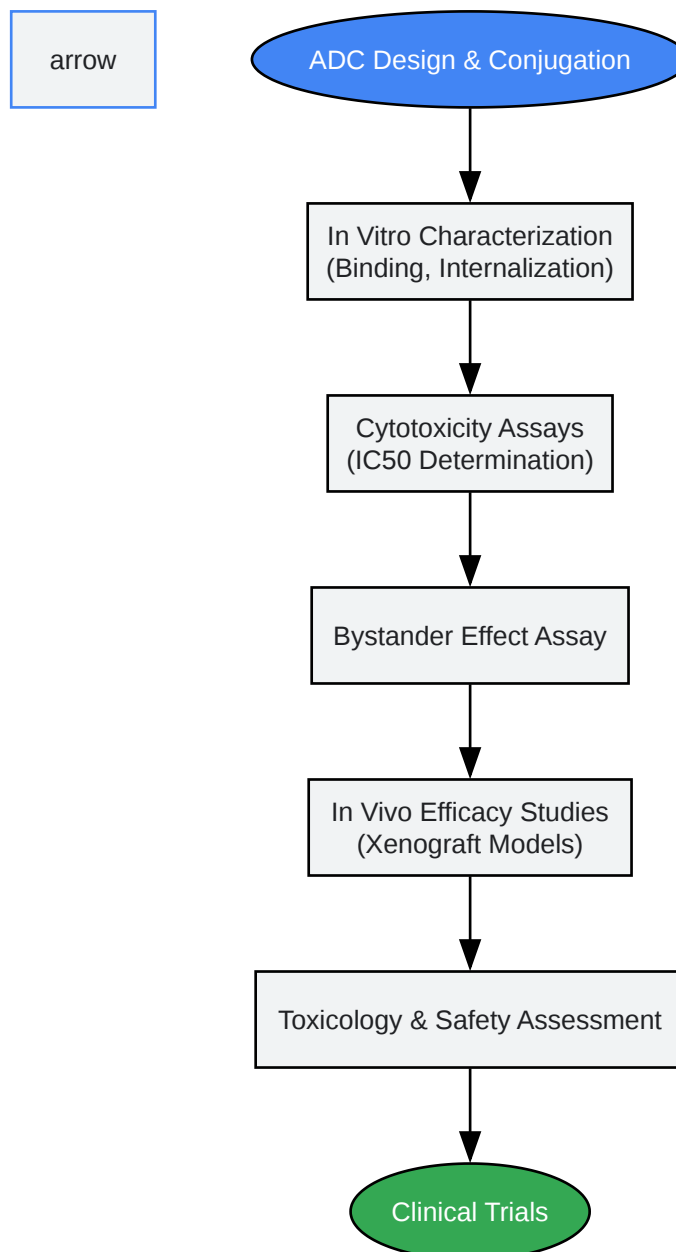 arrow
ADC Design & Conjugation
In Vitro Characterization
(Binding, Internalization)
Cytotoxicity Assays
(IC50 Determination)
Bystander Effect Assay
In Vivo Efficacy Studies
(Xenograft Models)
Toxicology & Safety Assessment
Clinical Trials